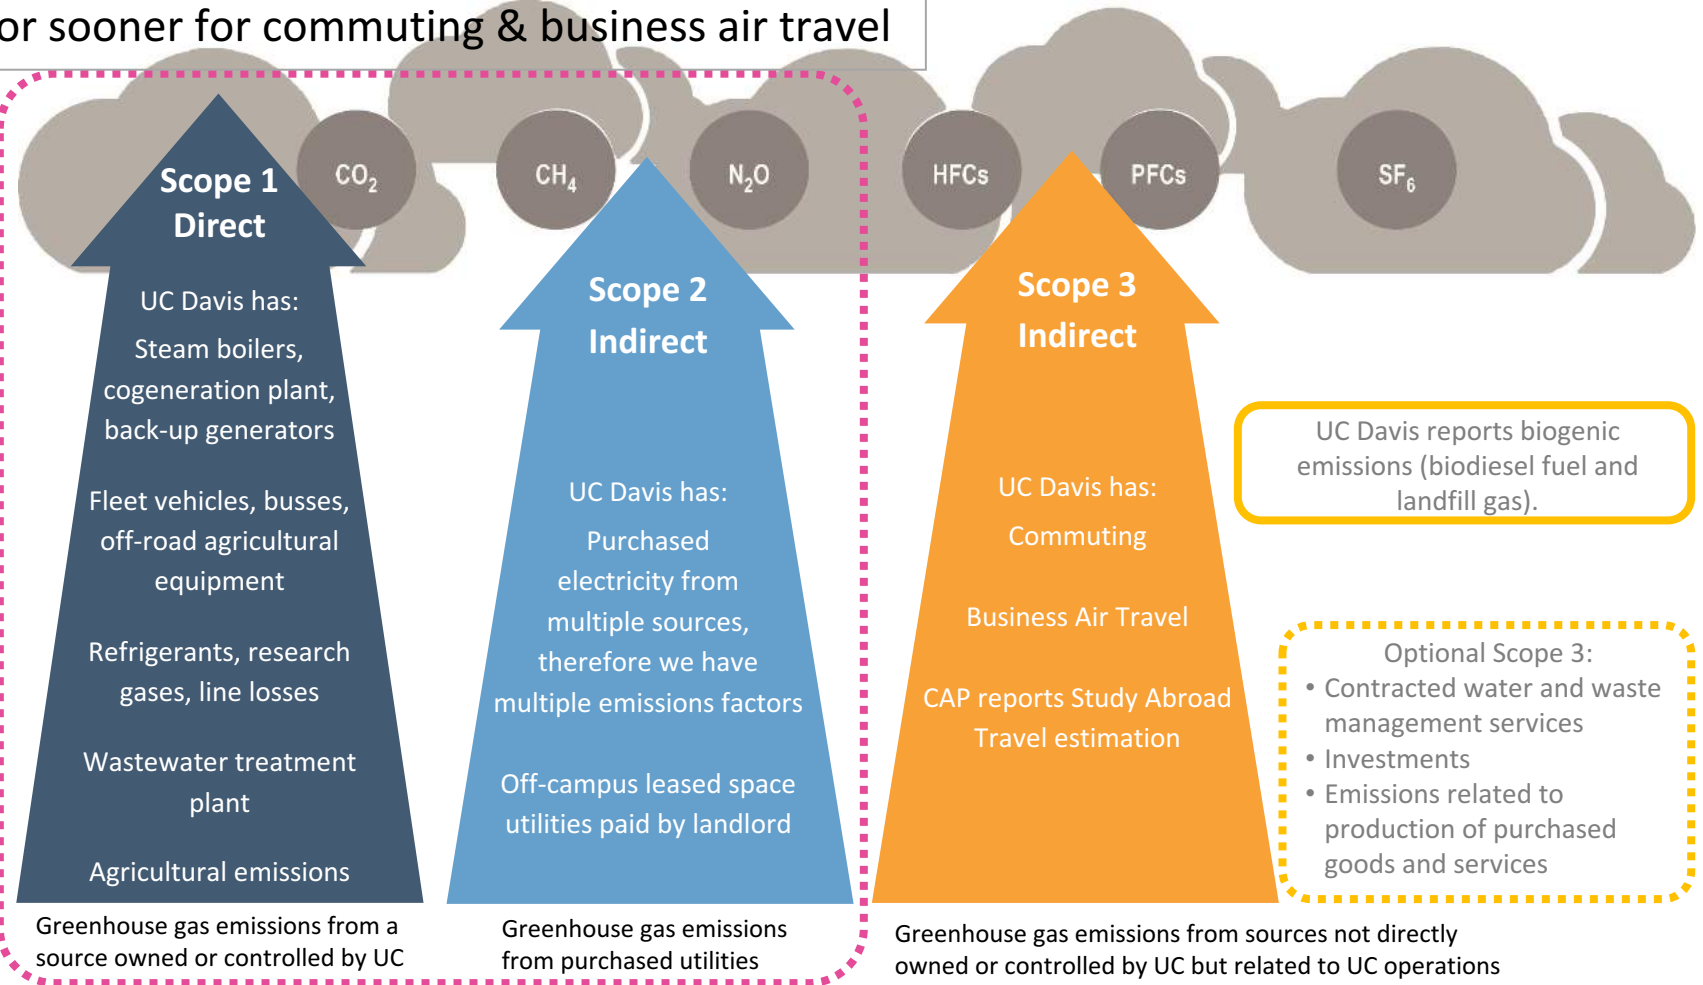 or sooner for commuting & business air travel
CO₂
CH₄
N₂O
HFCs
PFCs
SF₆
Scope 1
Direct
UC Davis has:
Steam boilers,
cogeneration plant,
back-up generators
Fleet vehicles, busses,
off-road agricultural
equipment
Refrigerants, research
gases, line losses
Wastewater treatment
plant
Agricultural emissions
Greenhouse gas emissions from a
source owned or controlled by UC
Scope 2
Indirect
UC Davis has:
Purchased
electricity from
multiple sources,
therefore we have
multiple emissions factors
Off-campus leased space
utilities paid by landlord
Greenhouse gas emissions
from purchased utilities
Scope 3
Indirect
UC Davis has:
Commuting
Business Air Travel
CAP reports Study Abroad
Travel estimation
Greenhouse gas emissions from sources not directly
owned or controlled by UC but related to UC operations
UC Davis reports biogenic
emissions (biodiesel fuel and
landfill gas).
Optional Scope 3:
• Contracted water and waste
management services
• Investments
• Emissions related to
production of purchased
goods and services